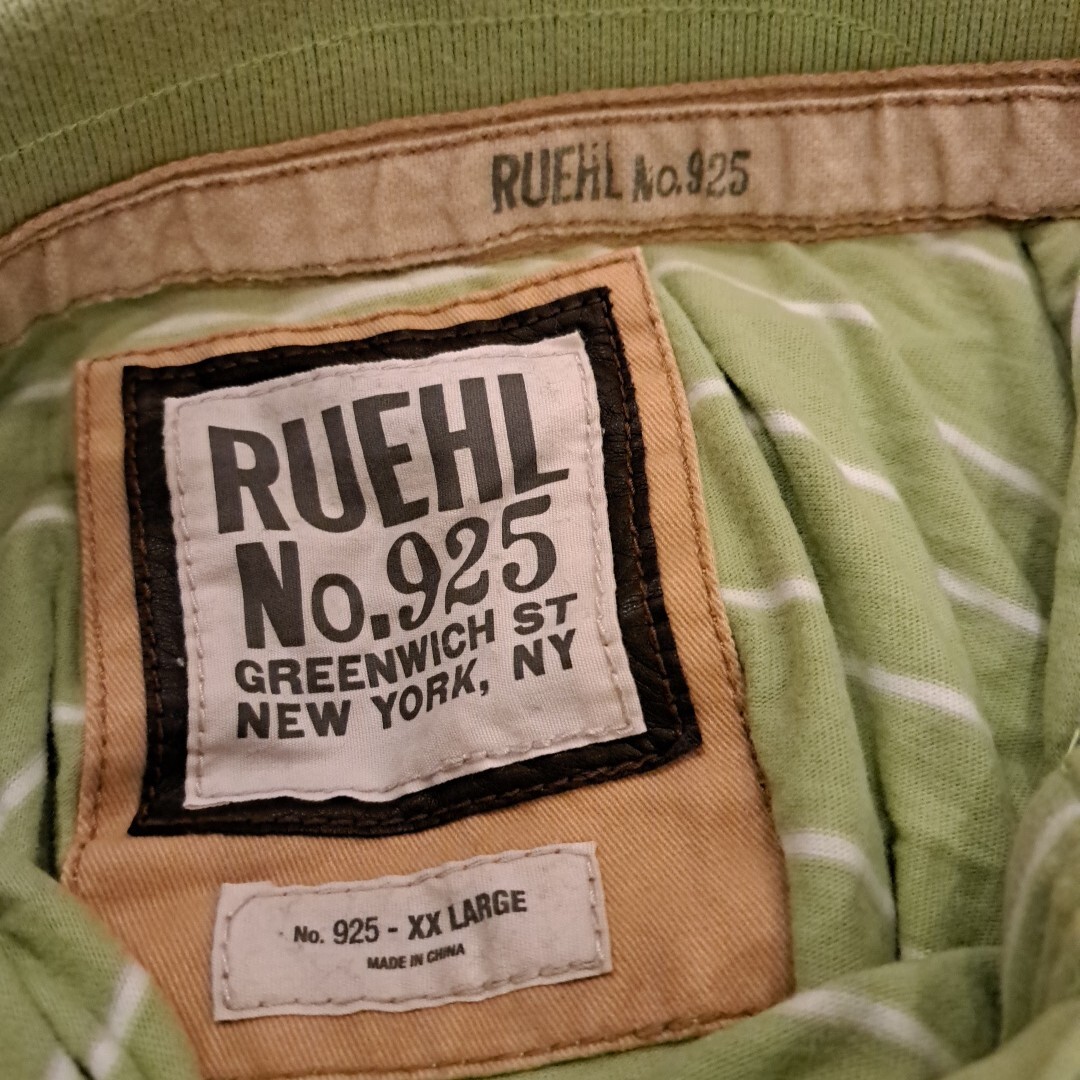 RUEHL No.925
RUEHL
No.925
GREENWICH ST
NEW YORK, NY
No. 925 - XX LARGE
MADE IN CHINA